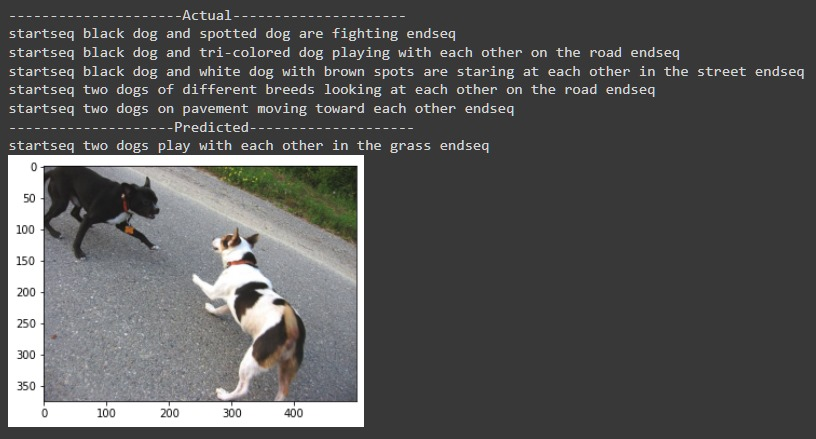 ---------------------Actual---------------------
startseq black dog and spotted dog are fighting endseq
startseq black dog and tri-colored dog playing with each other on the road endseq
startseq black dog and white dog with brown spots are staring at each other in the street endseq
startseq two dogs of different breeds looking at each other on the road endseq
startseq two dogs on pavement moving toward each other endseq
--------------------Predicted--------------------
startseq two dogs play with each other in the grass endseq
0
50
100
150
200
250
300
350
0 100 200 300 400